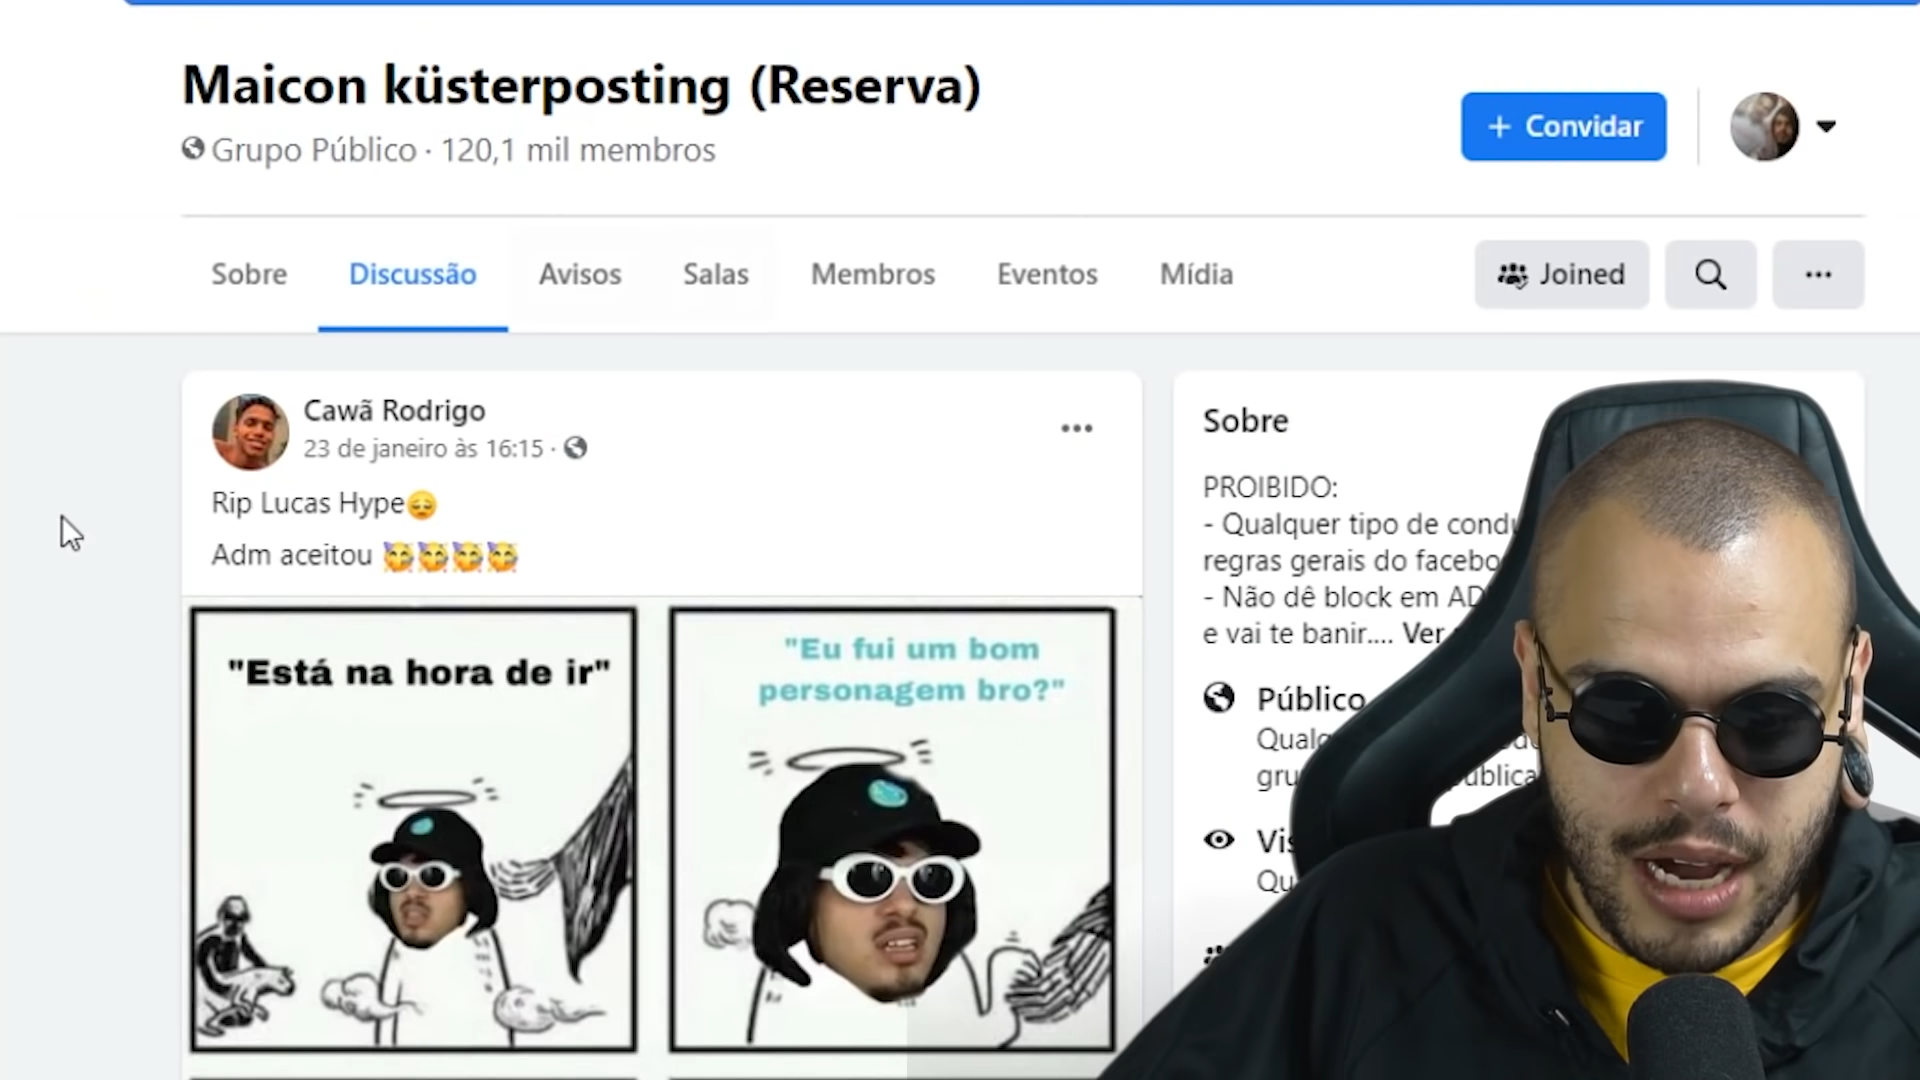 Maicon küsterposting (Reserva)
Grupo Público · 120,1 mil membros
+ Convidar
Sobre
Discussão
Avisos
Salas
Membros
Eventos
Mídia
Joined
Cawã Rodrigo
23 de janeiro às 16:15 ·
Rip Lucas Hype😔
Adm aceitou 🥳🥳🥳🥳
"Está na hora de ir"
"Eu fui um bom
personagem bro?"
Sobre
PROIBIDO:
- Qualquer tipo de
regras gerais do
- Não dê block em
e vai te banir.... Ver
Público